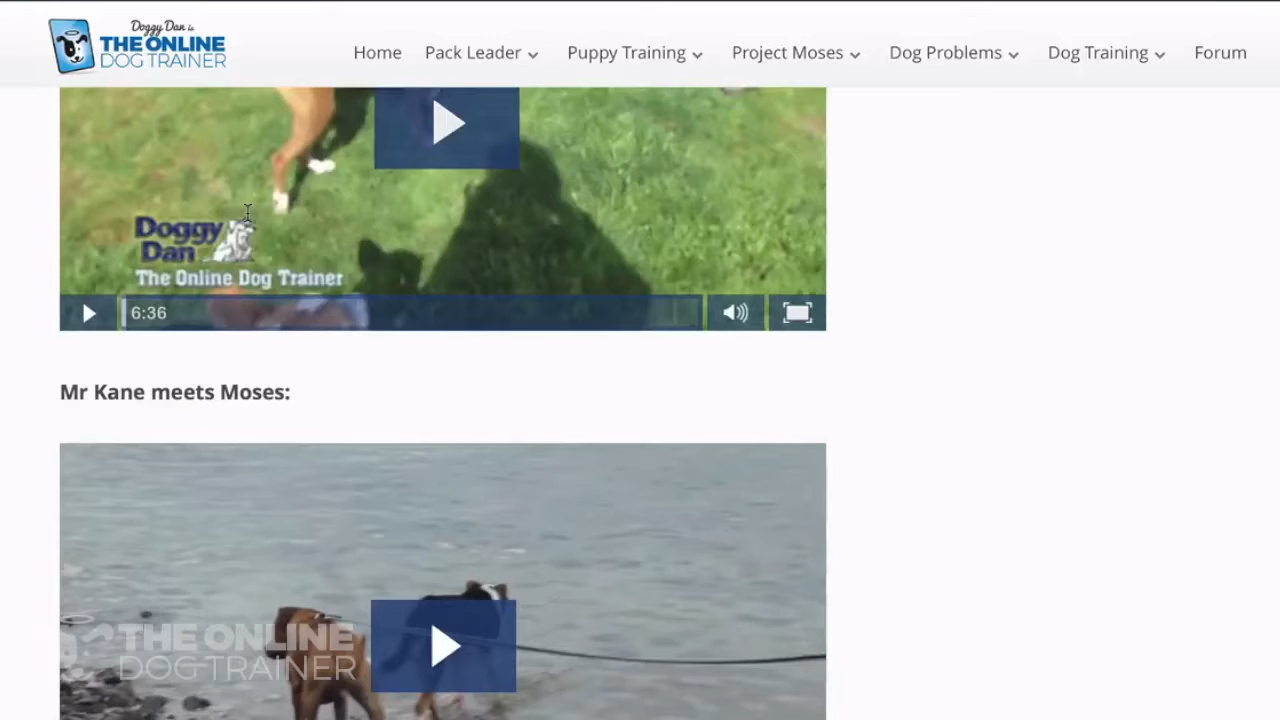 Doggy Dan is
THE ONLINE
DOG TRAINER
Home
Pack Leader
Puppy Training
Project Moses
Dog Problems
Dog Training
Forum
Doggy
Dan
The Online Dog Trainer
6:36
Mr Kane meets Moses:
THE ONLINE
DOG TRAINER